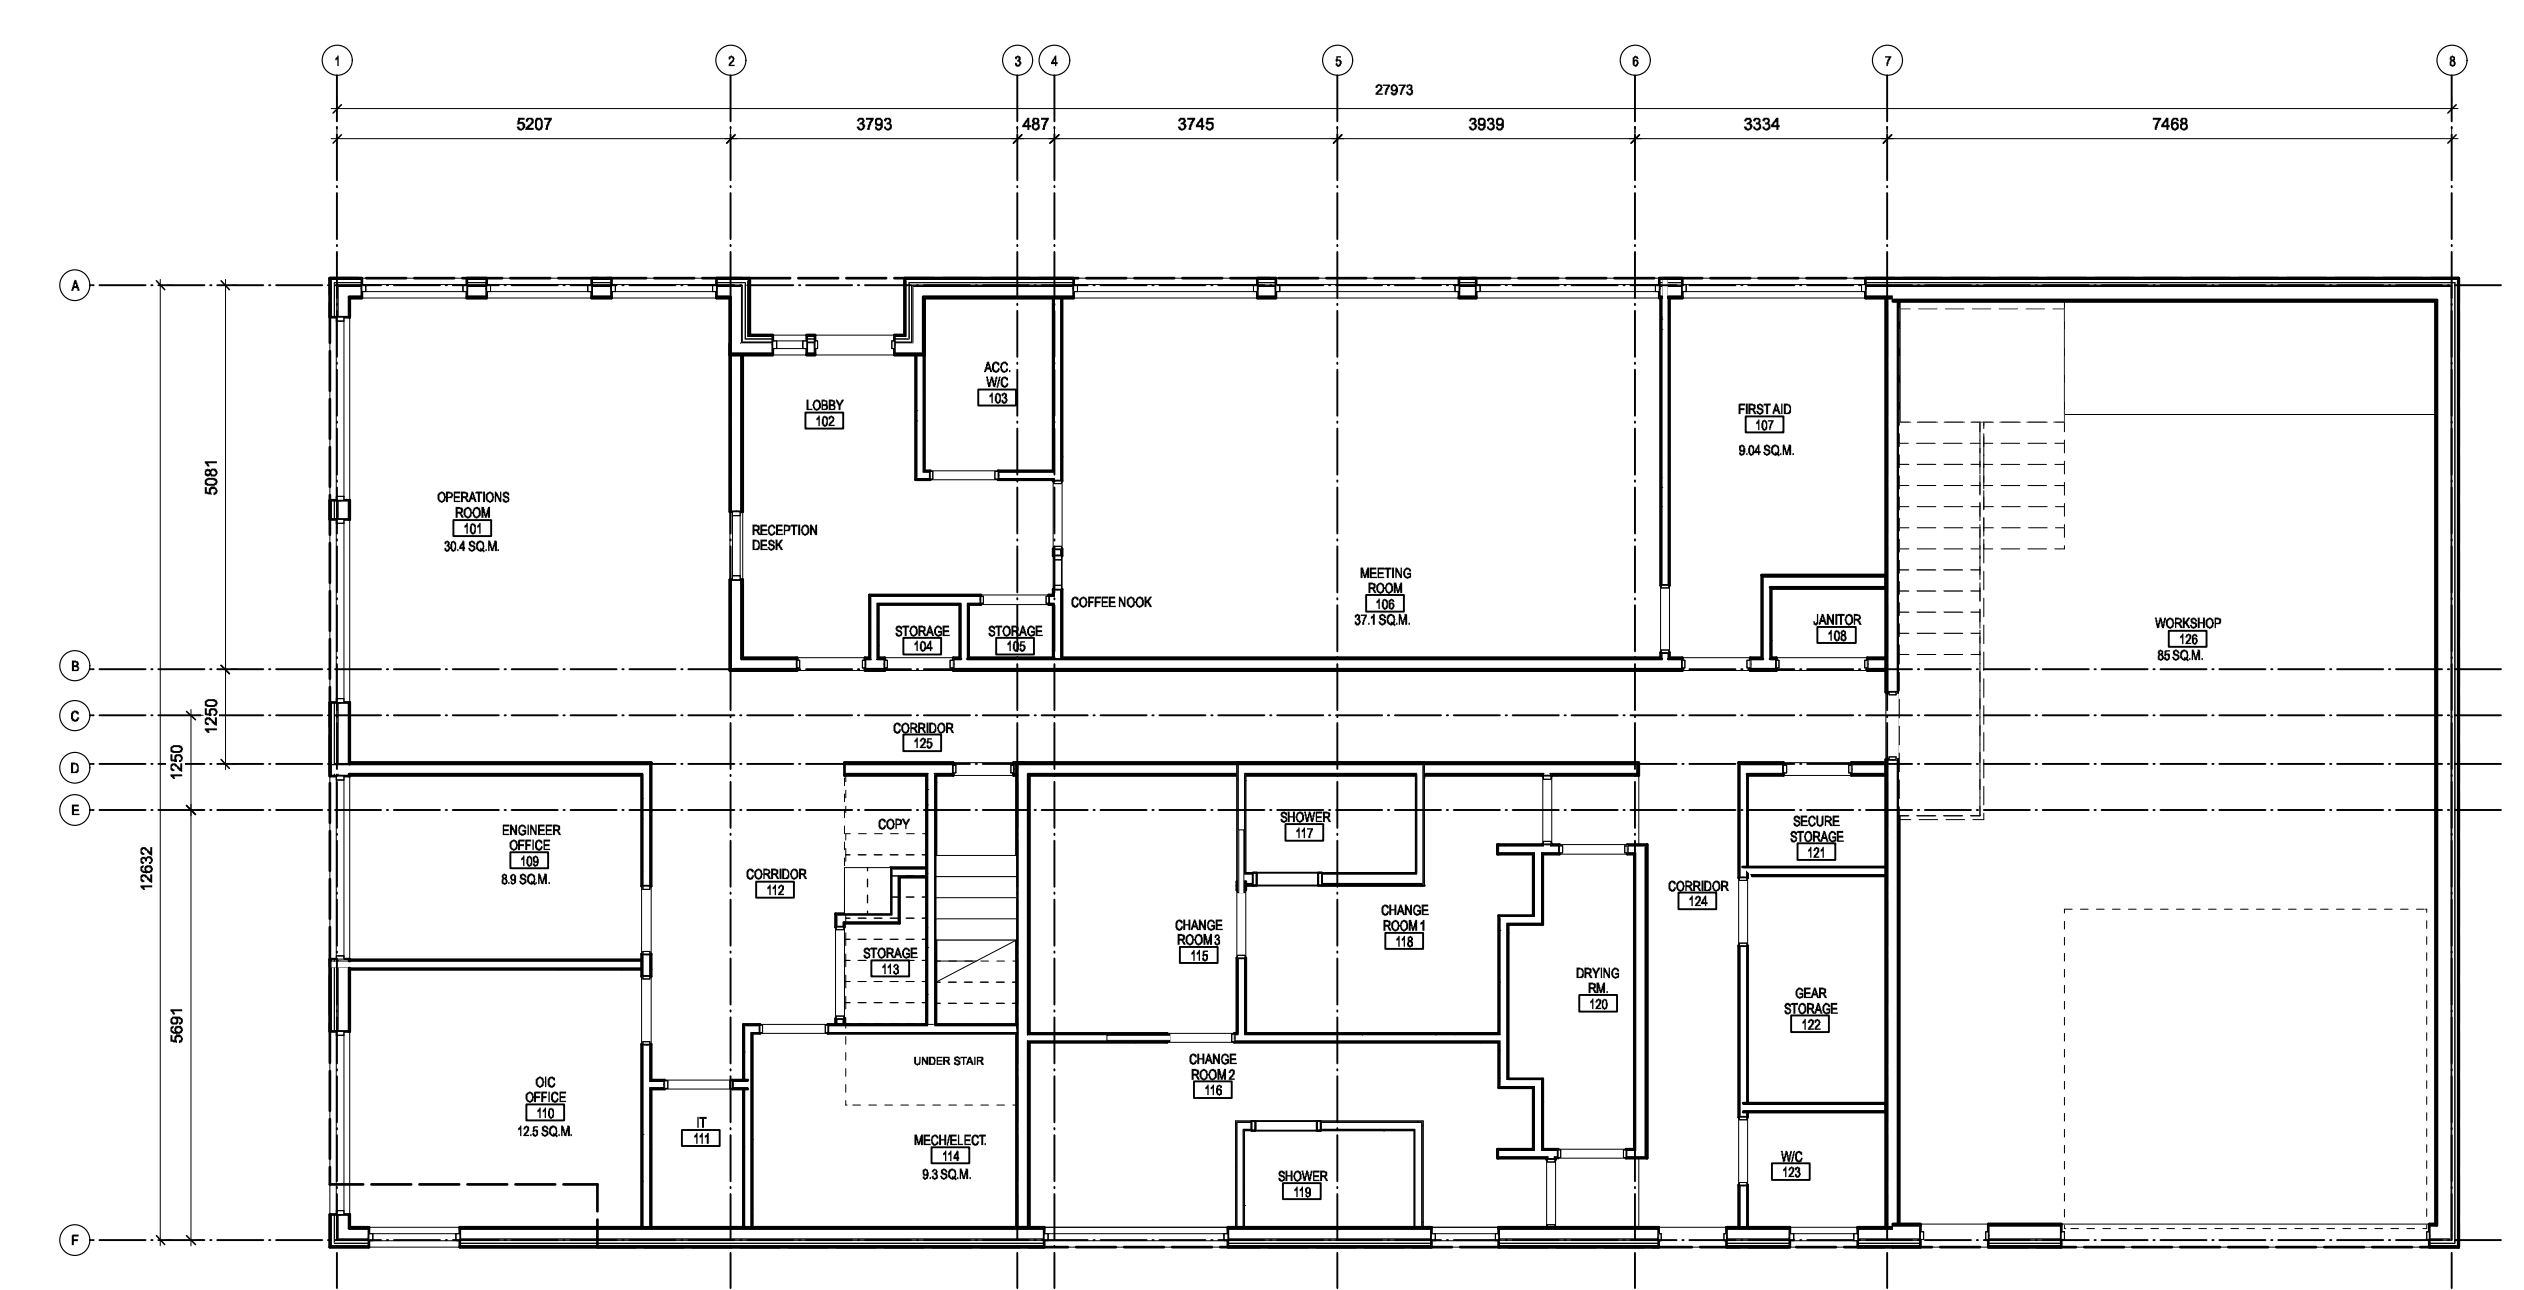 1
2
3
4
5
6
7
8
27973
5207
3793
487
3745
3939
3334
7468
A
B
C
D
E
F
5081
1250
1250
12632
5691
OPERATIONS
ROOM
101
30.4 SQ.M.
LOBBY
102
ACC.
W/C
103
RECEPTION
DESK
STORAGE
104
STORAGE
105
COFFEE NOOK
MEETING
ROOM
106
37.1 SQ.M.
FIRST AID
107
9.04 SQ.M.
JANITOR
108
WORKSHOP
126
85 SQ.M.
CORRIDOR
125
ENGINEER
OFFICE
109
8.9 SQ.M.
CORRIDOR
112
COPY
STORAGE
113
UNDER STAIR
OIC
OFFICE
110
12.5 SQ.M.
IT
111
MECH/ELECT.
114
9.3 SQ.M.
SHOWER
117
CHANGE
ROOM 3
115
CHANGE
ROOM 1
118
CHANGE
ROOM 2
116
SHOWER
119
DRYING
RM.
120
CORRIDOR
124
SECURE
STORAGE
121
GEAR
STORAGE
122
W/C
123